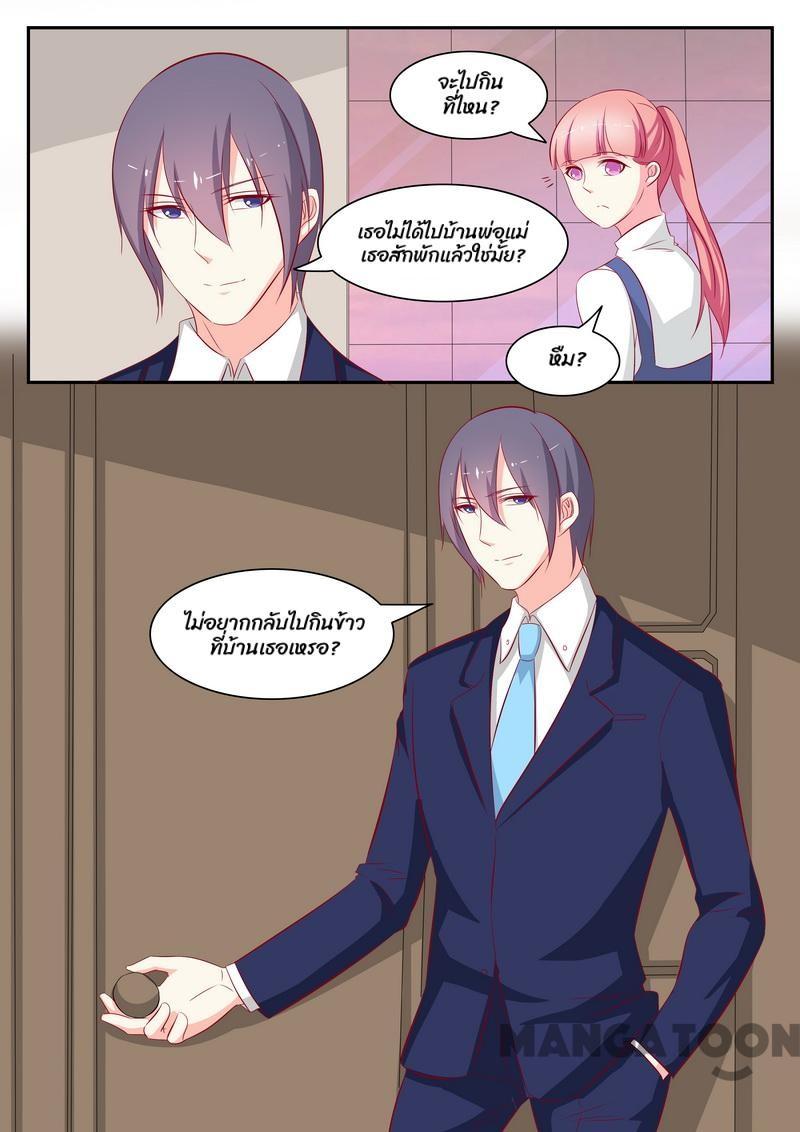 จะไปกิน
ที่ไหน?
เธอไม่ได้ไปบ้านพ่อแม่
เธอสักพักแล้วใช่มั้ย?
หืม?
ไม่อยากกลับไปกินข้าว
ที่บ้านเธอเหรอ?
MANGATOON